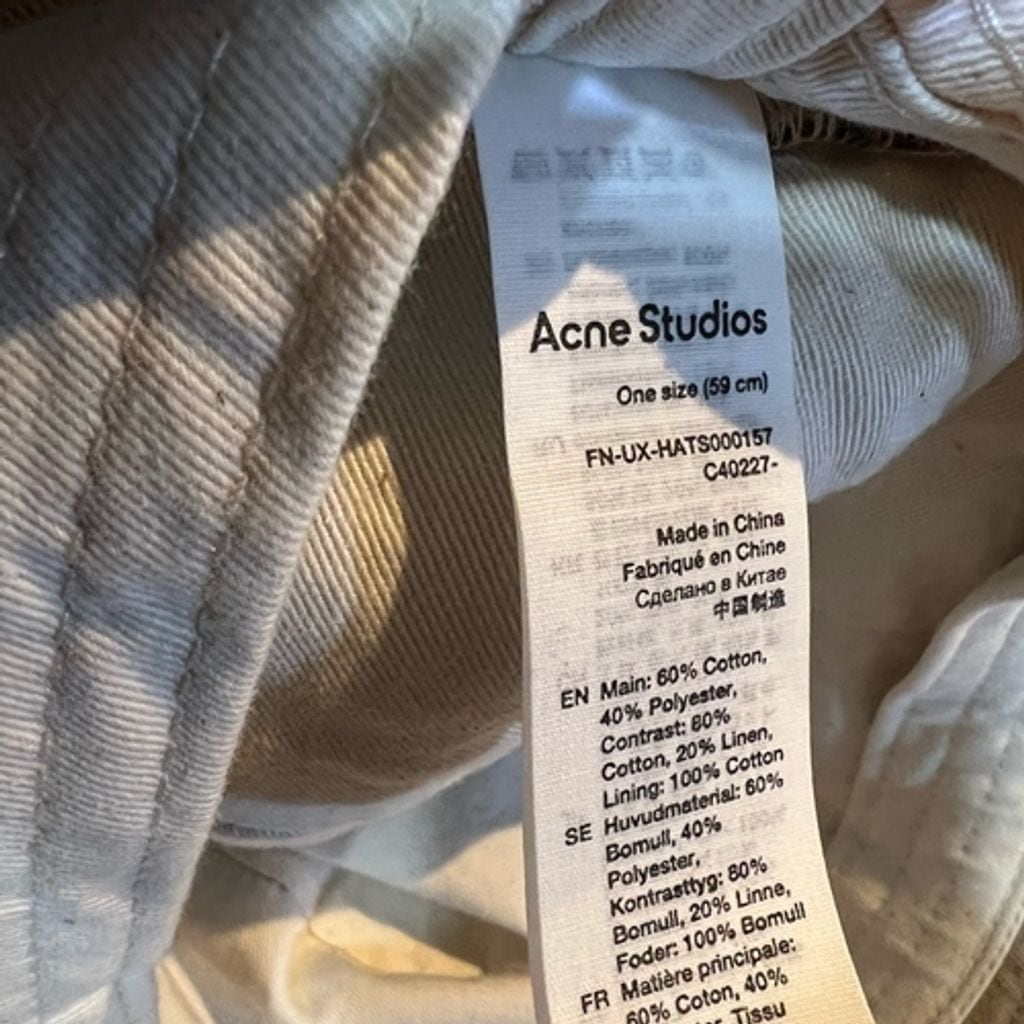 Acne Studios
One size (59 cm)
FN-UX-HATS000157
C40227-
Made in China
Fabriqué en Chine
Сделано в Китае
中国制造
EN Main: 60% Cotton,
40% Polyester,
Contrast: 80%
Cotton, 20% Linen,
Lining: 100% Cotton
SE Huvudmaterial: 60%
Bomull, 40%
Polyester,
Kontrasttyg: 80%
Bomull, 20% Linne,
Foder: 100% Bomull
FR Matière principale:
60% Coton, 40%
Tissu